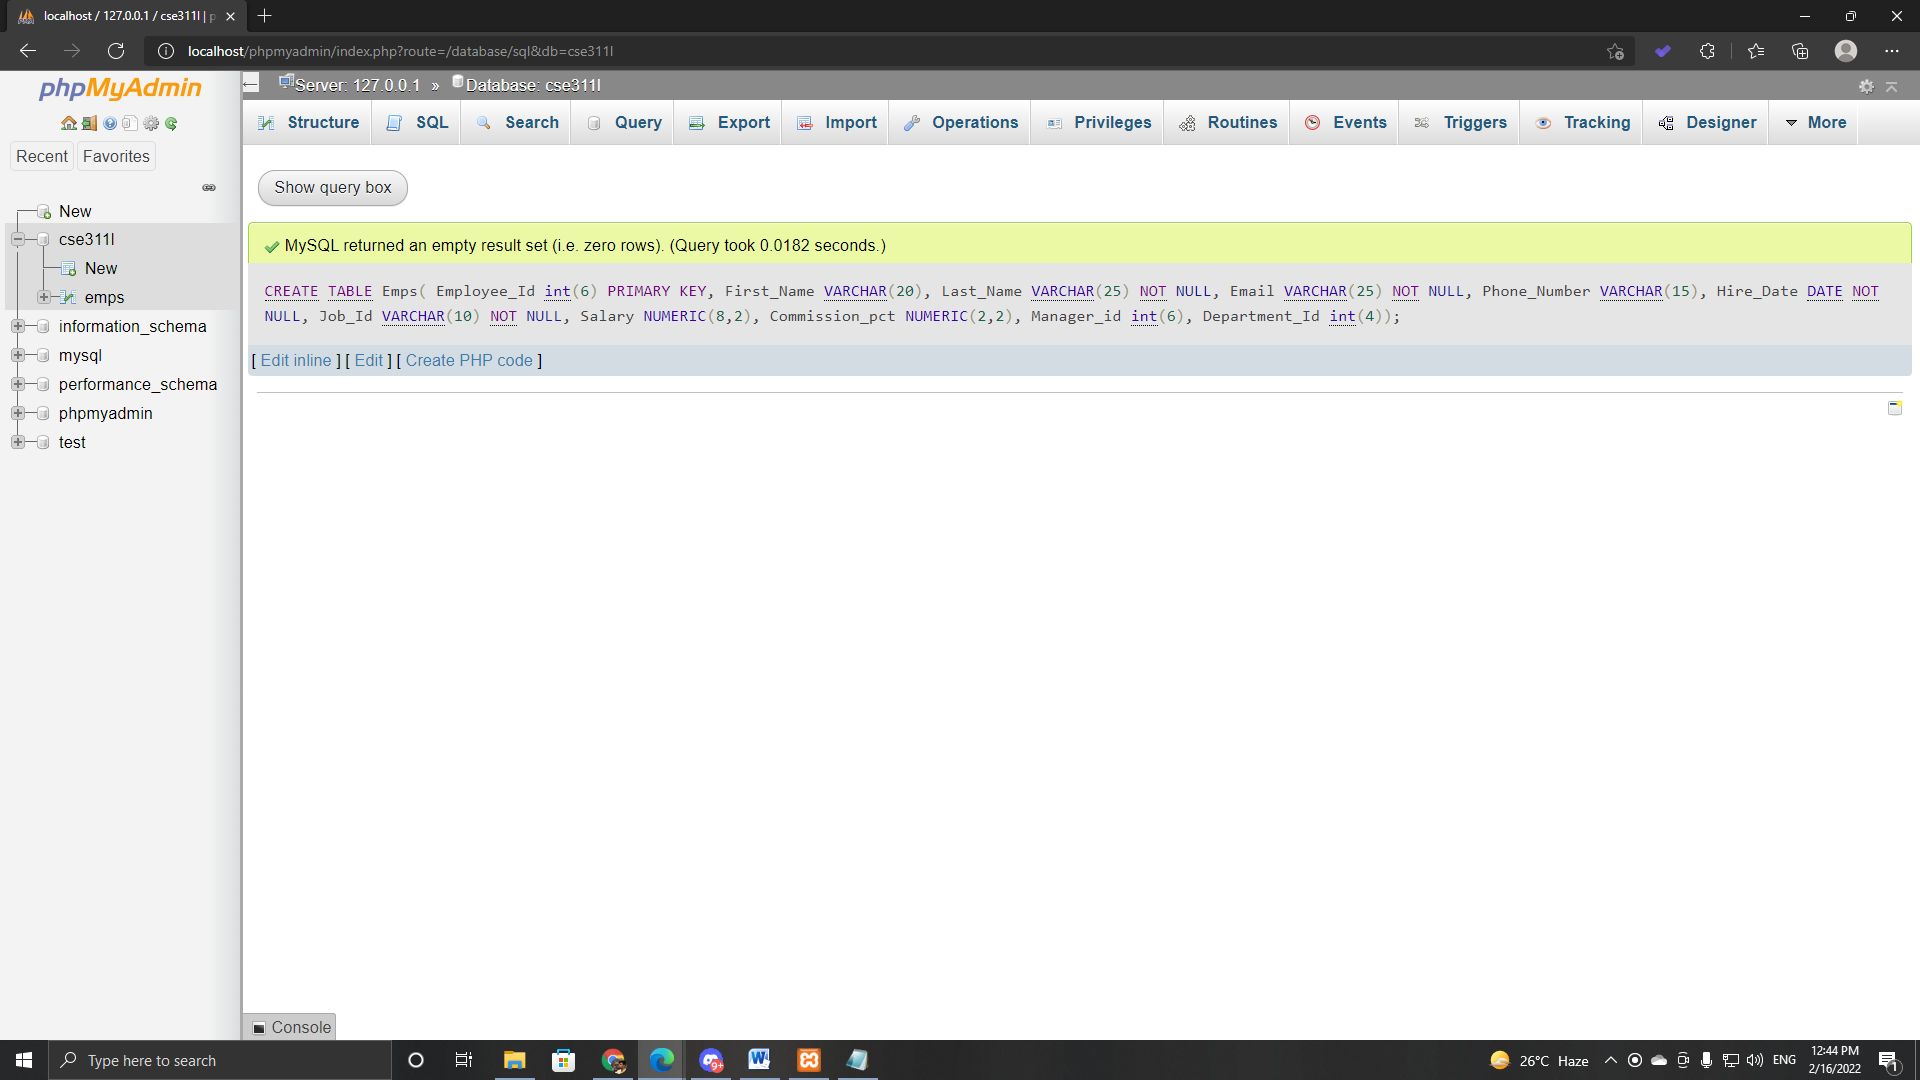 localhost / 127.0.0.1 / cse311l | p
localhost/phpmyadmin/index.php?route=/database/sql&db=cse311l
phpMyAdmin
Recent Favorites
New
cse311l
New
emps
information_schema
mysql
performance_schema
phpmyadmin
test
Server: 127.0.0.1 » Database: cse311l
Structure SQL Search Query Export Import Operations Privileges Routines Events Triggers Tracking Designer More
Show query box
MySQL returned an empty result set (i.e. zero rows). (Query took 0.0182 seconds.)
CREATE TABLE Emps( Employee_Id int(6) PRIMARY KEY, First_Name VARCHAR(20), Last_Name VARCHAR(25) NOT NULL, Email VARCHAR(25) NOT NULL, Phone_Number VARCHAR(15), Hire_Date DATE NOT
NULL, Job_Id VARCHAR(10) NOT NULL, Salary NUMERIC(8,2), Commission_pct NUMERIC(2,2), Manager_id int(6), Department_Id int(4));
[ Edit inline ] [ Edit ] [ Create PHP code ]
Console
Type here to search
9+
26°C Haze
ENG
12:44 PM
2/16/2022
1